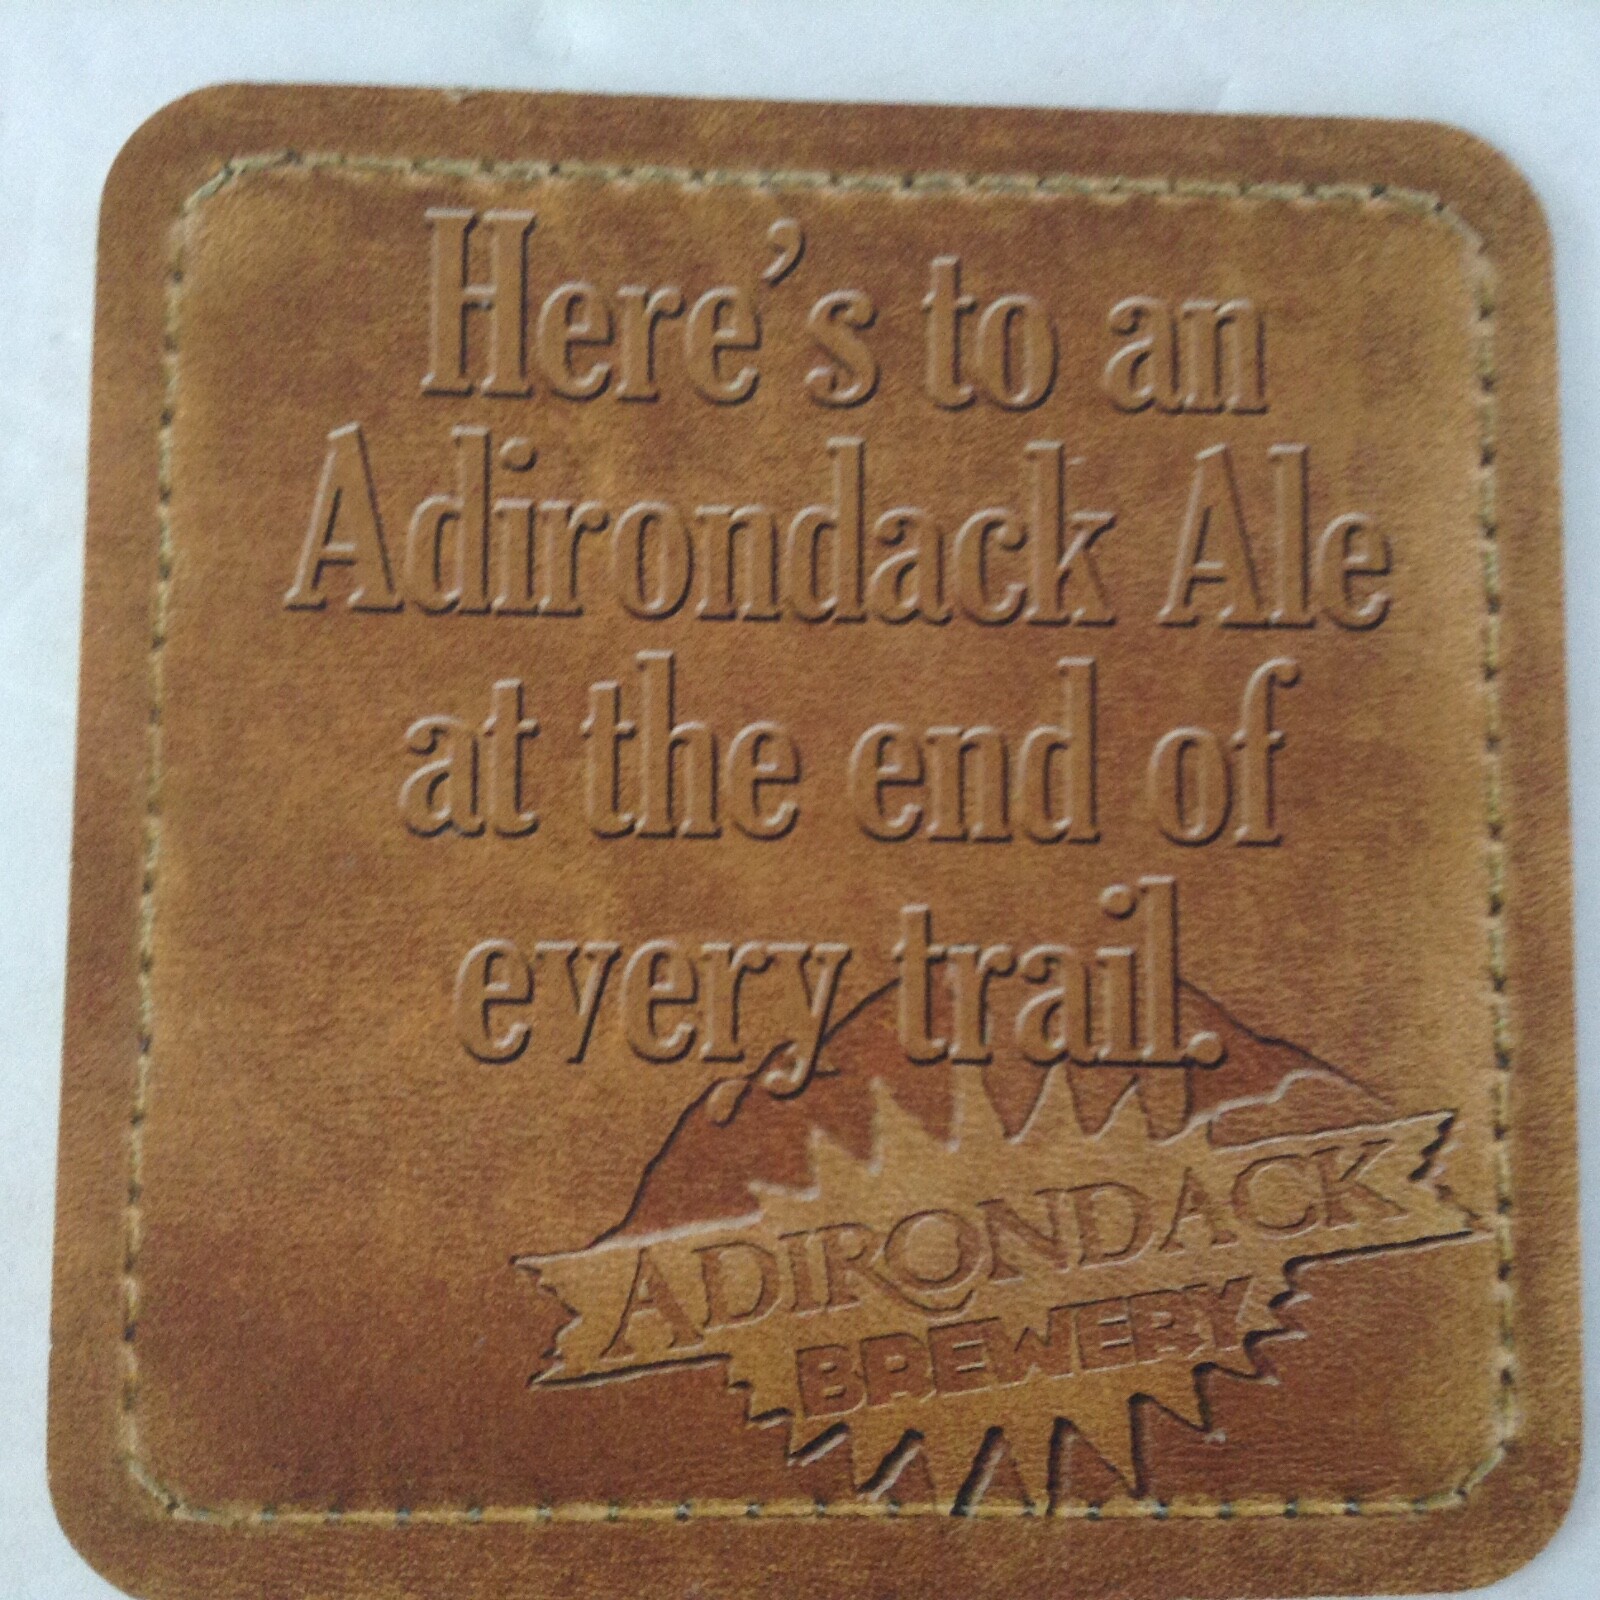 Here's to an
Adirondack Ale
at the end of
every trail.
ADIRONDACK
BREWERY